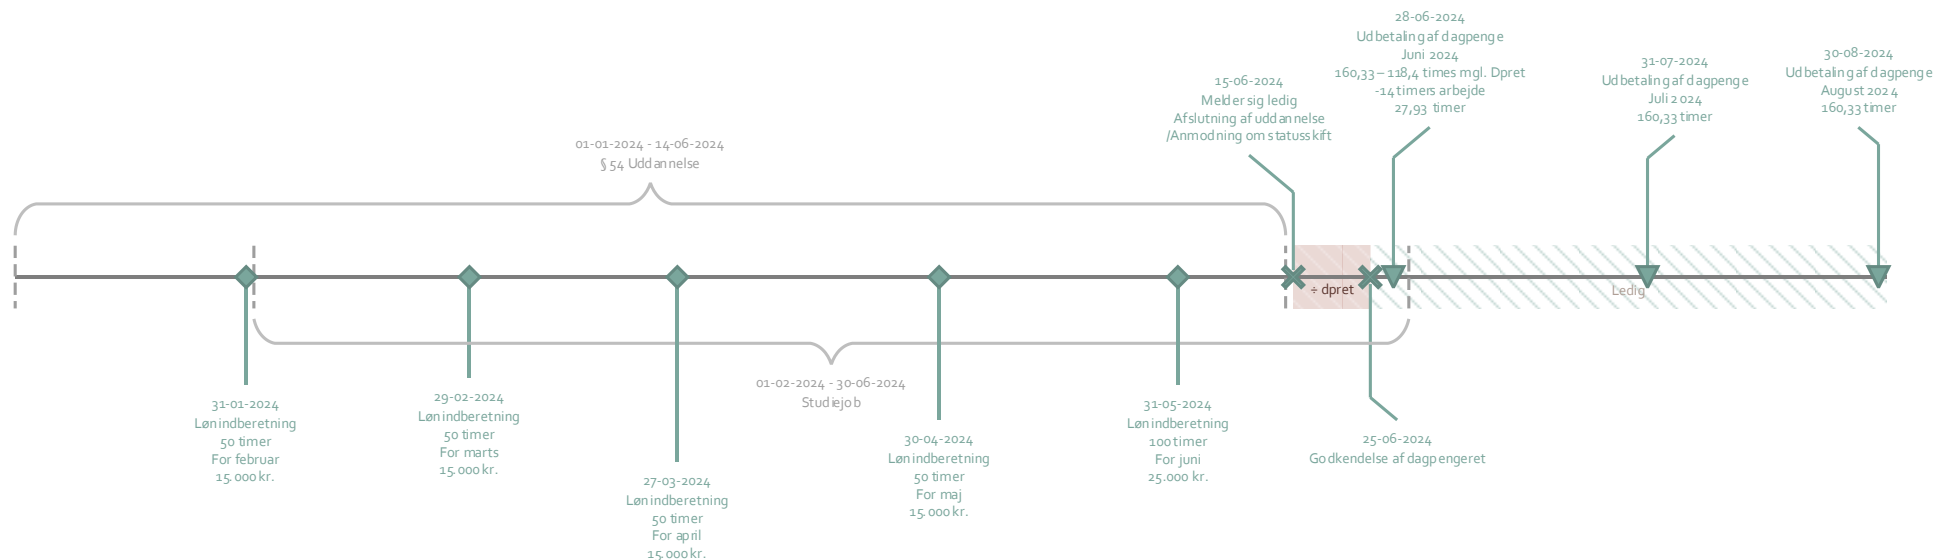 28-06-2024
Udbetaling af dagpenge
Juni 2024
160,33 – 118,4 times mgl. Dpret
-14 timers arbejde
27,93 timer
30-08-2024
Udbetaling af dagpenge
August 2024
160,33 timer
31-07-2024
Udbetaling af dagpenge
Juli 2024
160,33 timer
15-06-2024
Melder sig ledig
Afslutning af uddannelse
/Anmodning om statusskift
01-01-2024 - 14-06-2024
§ 54 Uddannelse
÷ dpret
Ledig
01-02-2024 - 30-06-2024
Studiejob
31-01-2024
Lønindberetning
50 timer
For februar
15.000 kr.
29-02-2024
Lønindberetning
50 timer
For marts
15.000 kr.
27-03-2024
Lønindberetning
50 timer
For april
15.000 kr.
30-04-2024
Lønindberetning
50 timer
For maj
15.000 kr.
31-05-2024
Lønindberetning
100 timer
For juni
25.000 kr.
25-06-2024
Godkendelse af dagpengeret